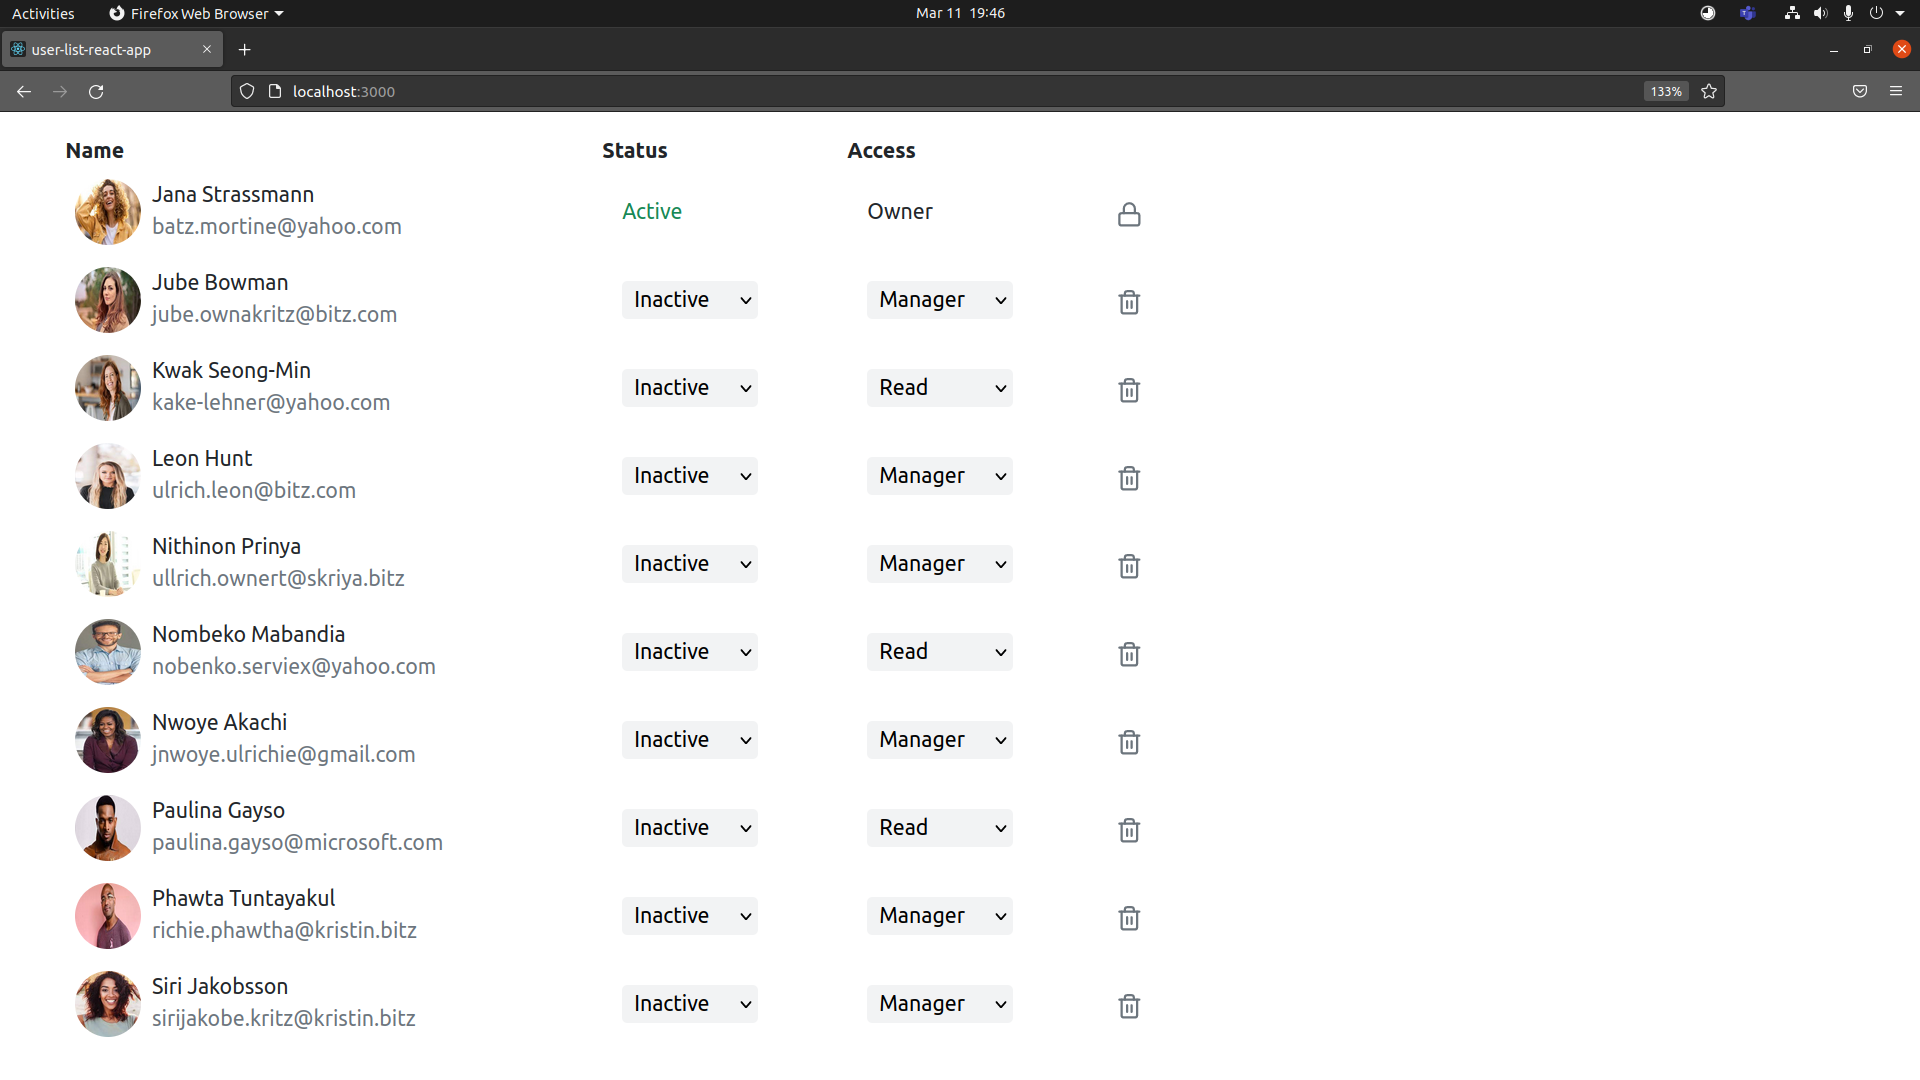 Activities Firefox Web Browser Mar 11 19:46
user-list-react-app
localhost:3000 133%
Name Status Access
Jana Strassmann
batz.mortine@yahoo.com
Active Owner
Jube Bowman
jube.ownakritz@bitz.com
Inactive Manager
Kwak Seong-Min
kake-lehner@yahoo.com
Inactive Read
Leon Hunt
ulrich.leon@bitz.com
Inactive Manager
Nithinon Prinya
ullrich.ownert@skriya.bitz
Inactive Manager
Nombeko Mabandia
nobenko.serviex@yahoo.com
Inactive Read
Nwoye Akachi
jnwoye.ulrichie@gmail.com
Inactive Manager
Paulina Gayso
paulina.gayso@microsoft.com
Inactive Read
Phawta Tuntayakul
richie.phawtha@kristin.bitz
Inactive Manager
Siri Jakobsson
sirijakobe.kritz@kristin.bitz
Inactive Manager